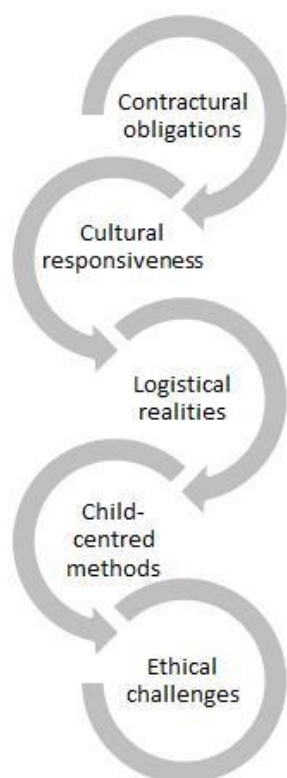 Contractural
obligations
Cultural
responsiveness
Logistical
realities
Child-
centred
methods
Ethical
challenges